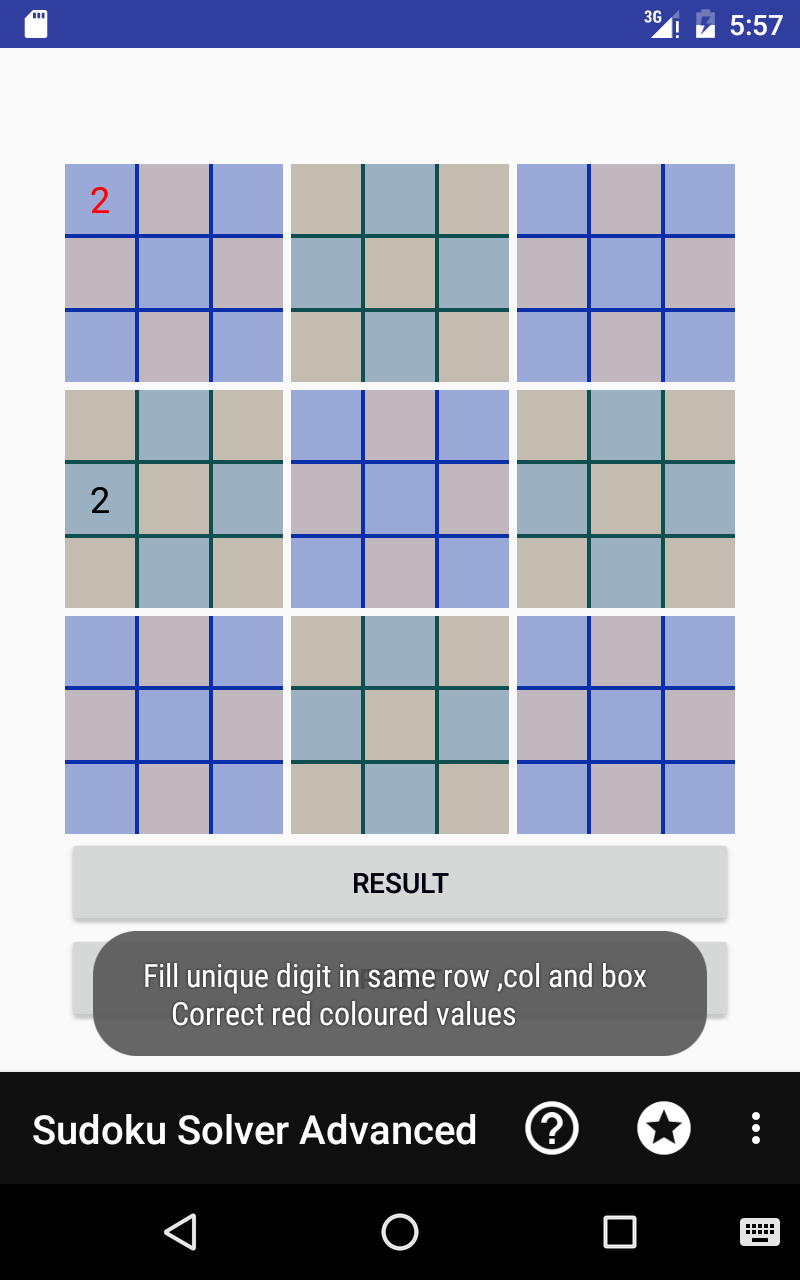 3G 5:57
2
2
RESULT
Fill unique digit in same row ,col and box
Correct red coloured values
Sudoku Solver Advanced